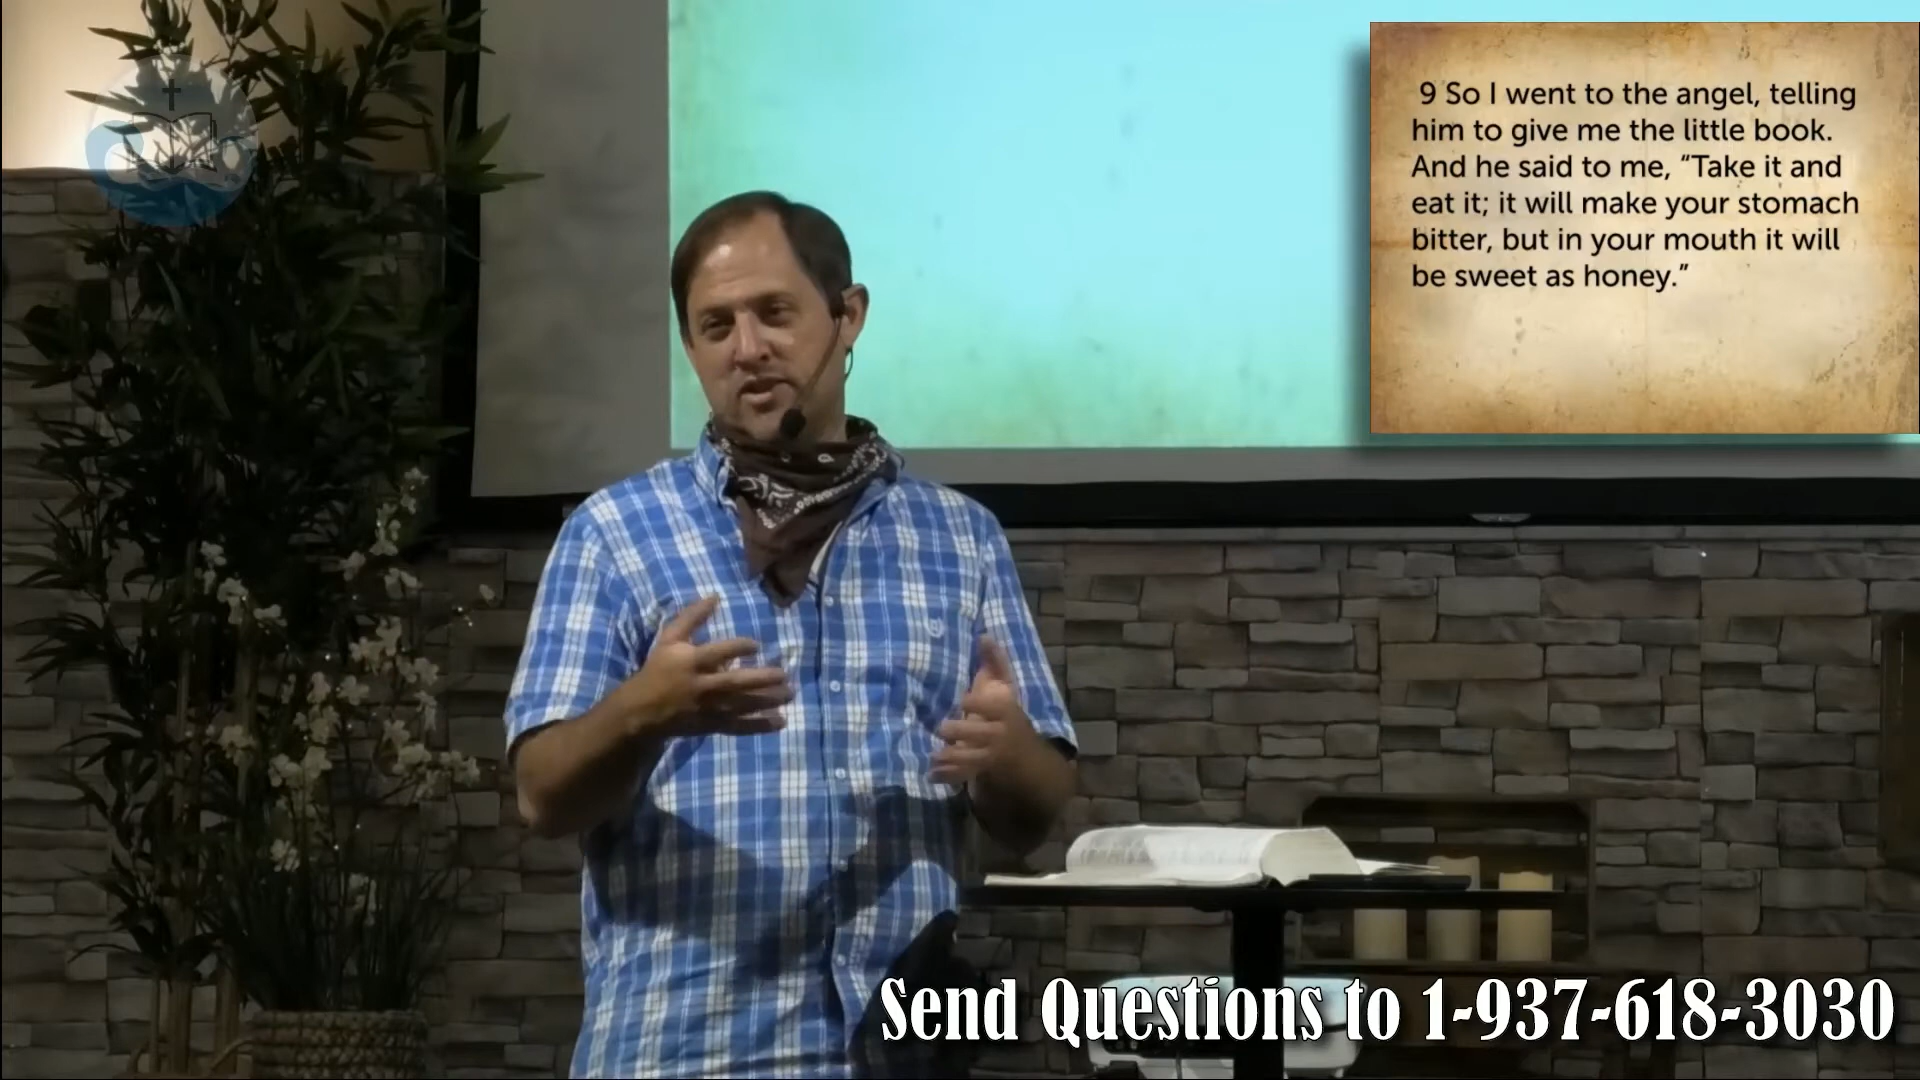 9 So I went to the angel, telling
him to give me the little book.
And he said to me, “Take it and
eat it; it will make your stomach
bitter, but in your mouth it will
be sweet as honey.”
Send Questions to 1-937-618-3030